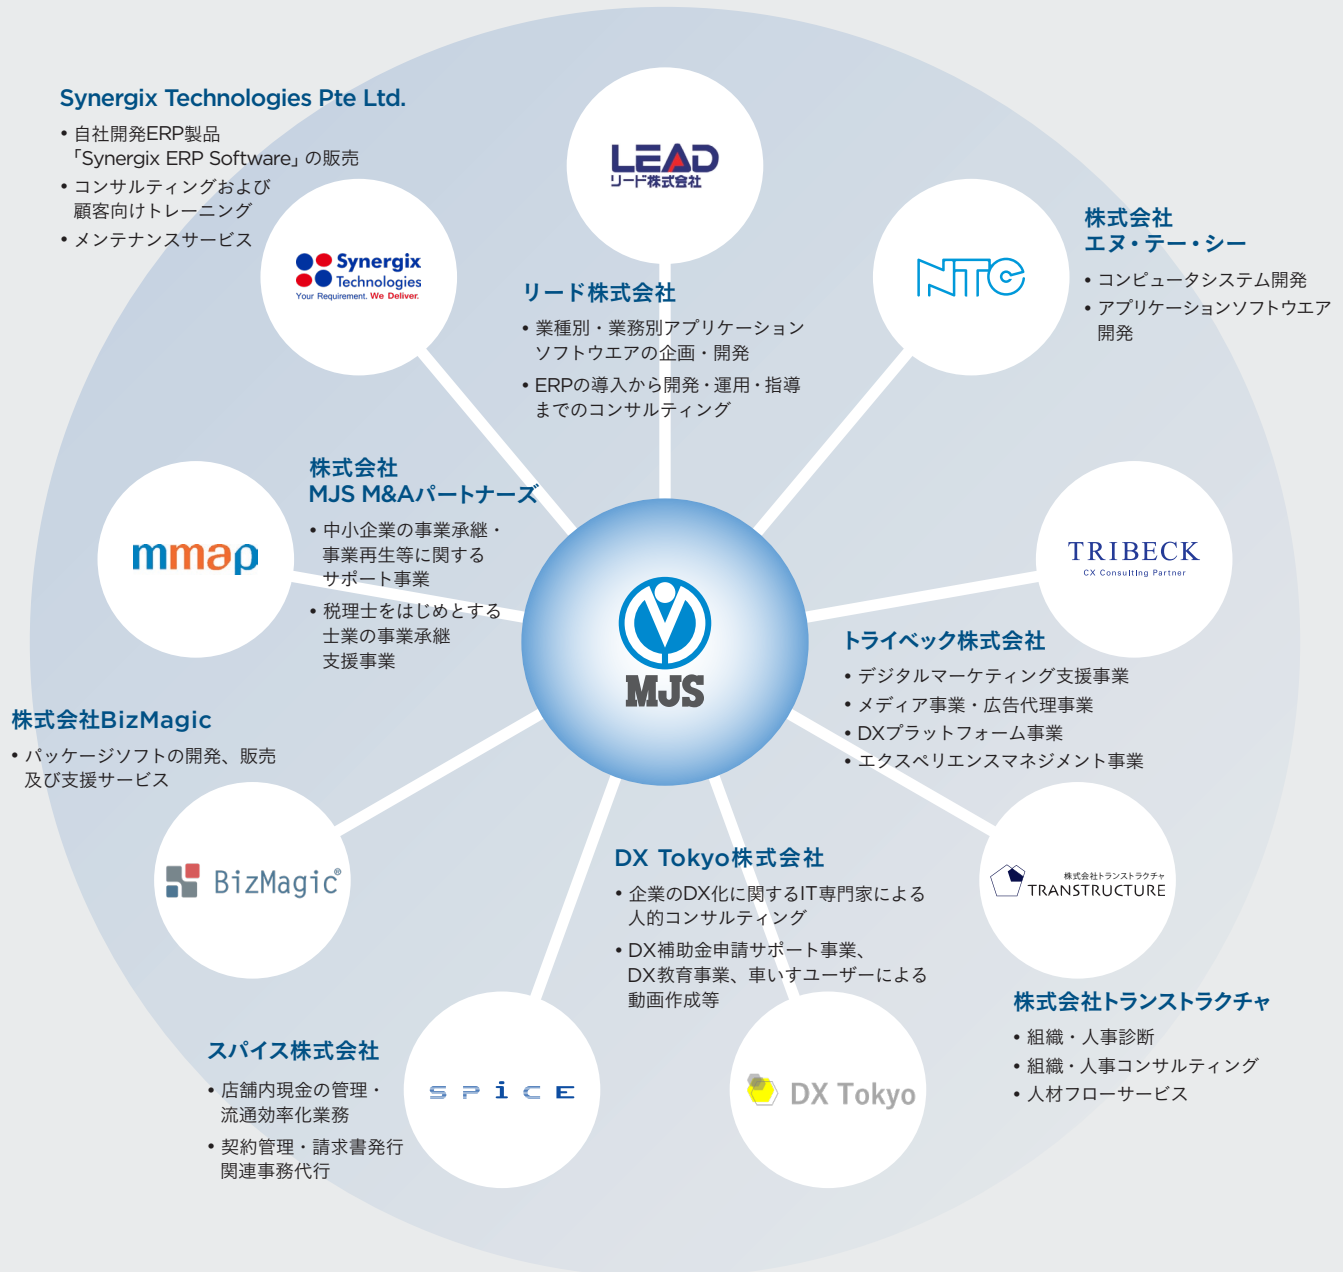 Synergix Technologies Pte Ltd.
• 自社開発ERP製品
「Synergix ERP Software」の販売
• コンサルティングおよび
顧客向けトレーニング
• メンテナンスサービス
Synergix
Technologies
Your Requirement. We Deliver.
LEAD
リード株式会社
リード株式会社
• 業種別・業務別アプリケーション
ソフトウエアの企画・開発
• ERPの導入から開発・運用・指導
までのコンサルティング
NTC
株式会社
エヌ・テー・シー
• コンピュータシステム開発
• アプリケーションソフトウエア
開発
mmap
株式会社
MJS M&Aパートナーズ
• 中小企業の事業承継・
事業再生等に関する
サポート事業
• 税理士をはじめとする
士業の事業承継
支援事業
MJS
TRIBECK
CX Consulting Partner
トライベック株式会社
• デジタルマーケティング支援事業
• メディア事業・広告代理事業
• DXプラットフォーム事業
• エクスペリエンスマネジメント事業
株式会社BizMagic
• パッケージソフトの開発、販売
及び支援サービス
BizMagic®
DX Tokyo株式会社
• 企業のDX化に関するIT専門家による
人的コンサルティング
• DX補助金申請サポート事業、
DX教育事業、車いすユーザーによる
動画作成等
DX Tokyo
株式会社トランストラクチャ
TRANSTRUCTURE
株式会社トランストラクチャ
• 組織・人事診断
• 組織・人事コンサルティング
• 人材フローサービス
スパイス株式会社
• 店舗内現金の管理・
流通効率化業務
• 契約管理・請求書発行
関連事務代行
SPiCE